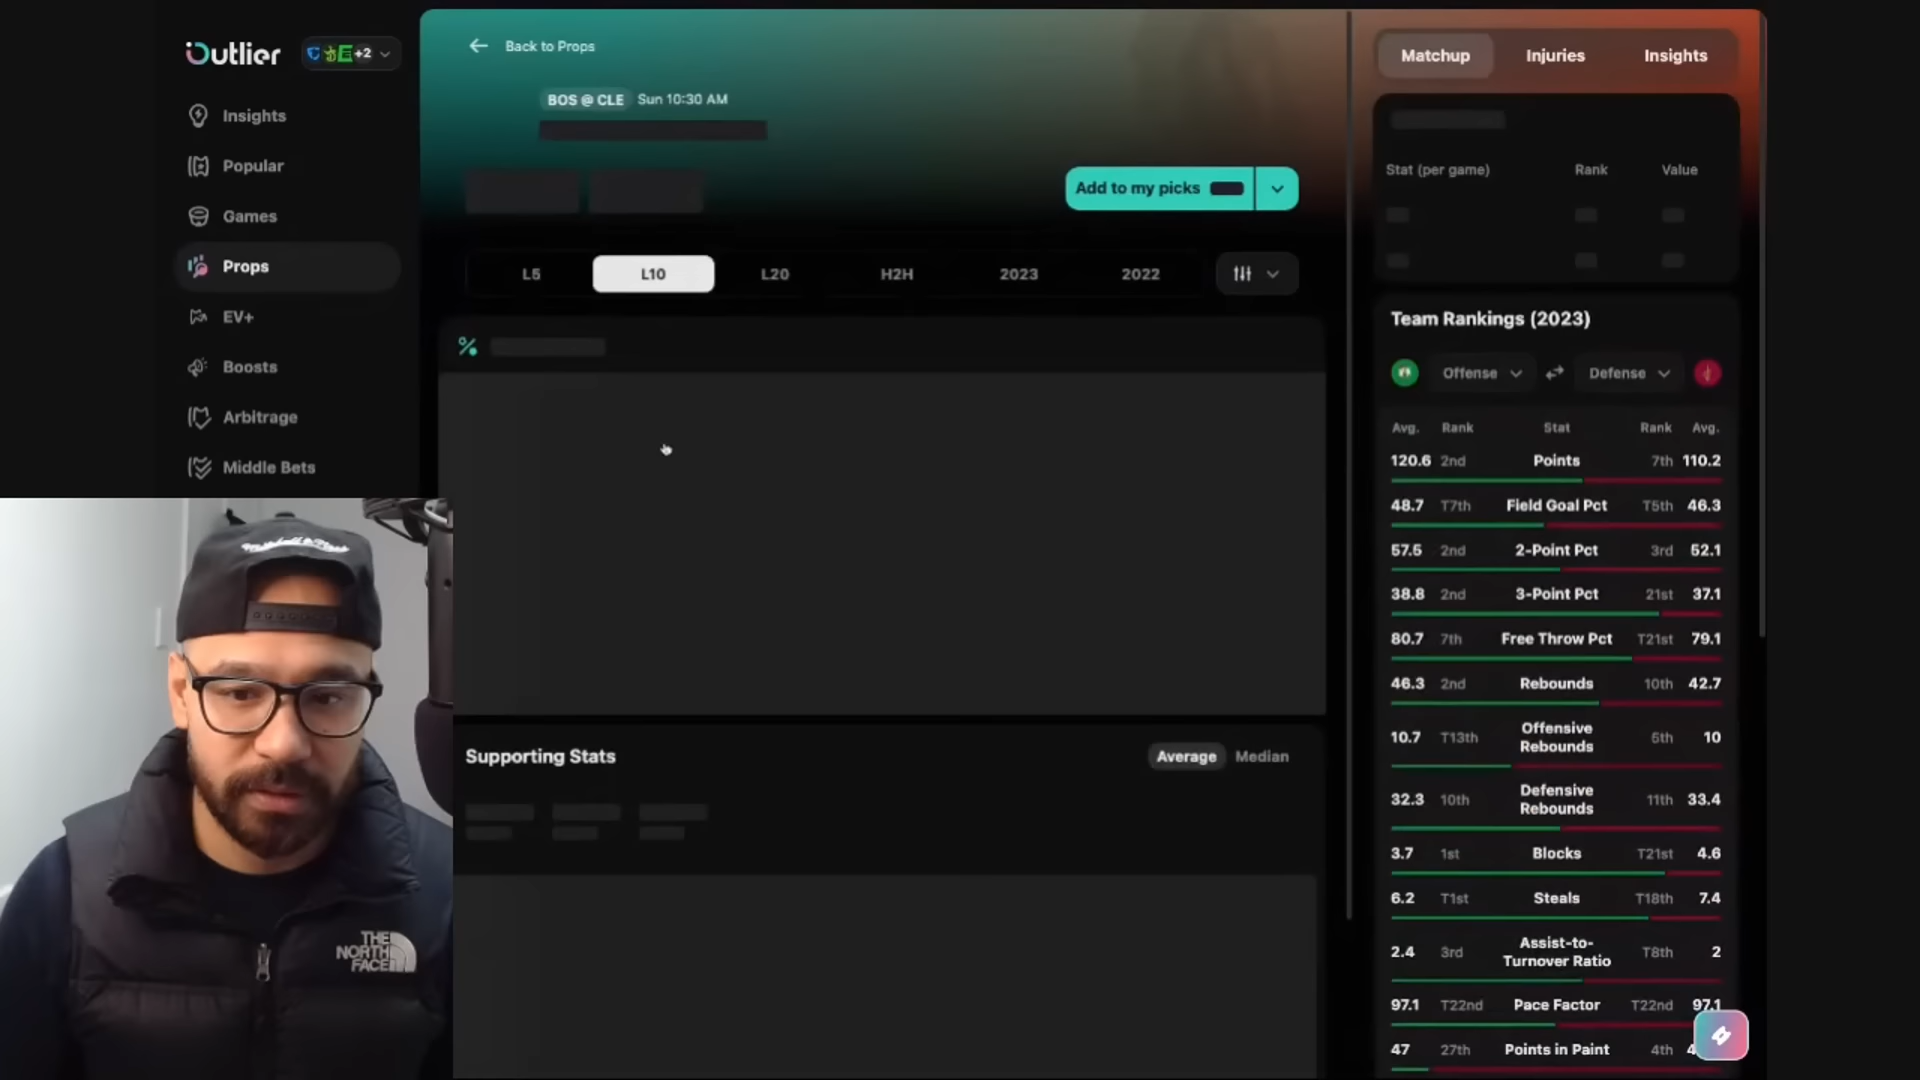 Outlier
+2
Insights
Popular
Games
Props
EV+
Boosts
Arbitrage
Middle Bets
Back to Props
BOS @ CLE Sun 10:30 AM
Add to my picks
L5 L10 L20 H2H 2023 2022
%
Supporting Stats
Average Median
Matchup Injuries Insights
Stat (per game) Rank Value
Team Rankings (2023)
Offense Defense
Avg. Rank Stat Rank Avg.
120.6 2nd Points 7th 110.2
48.7 T7th Field Goal Pct T5th 46.3
57.5 2nd 2-Point Pct 3rd 52.1
38.8 2nd 3-Point Pct 21st 37.1
80.7 7th Free Throw Pct T21st 79.1
46.3 2nd Rebounds 10th 42.7
10.7 T13th Offensive
Rebounds 5th 10
32.3 10th Defensive
Rebounds 11th 33.4
3.7 1st Blocks T21st 4.6
6.2 T1st Steals T18th 7.4
2.4 3rd Assist-to-
Turnover Ratio T8th 2
97.1 T22nd Pace Factor T22nd 97.1
47 27th Points in Paint 4th
Mitchell & Ness
THE
NORTH
FACE